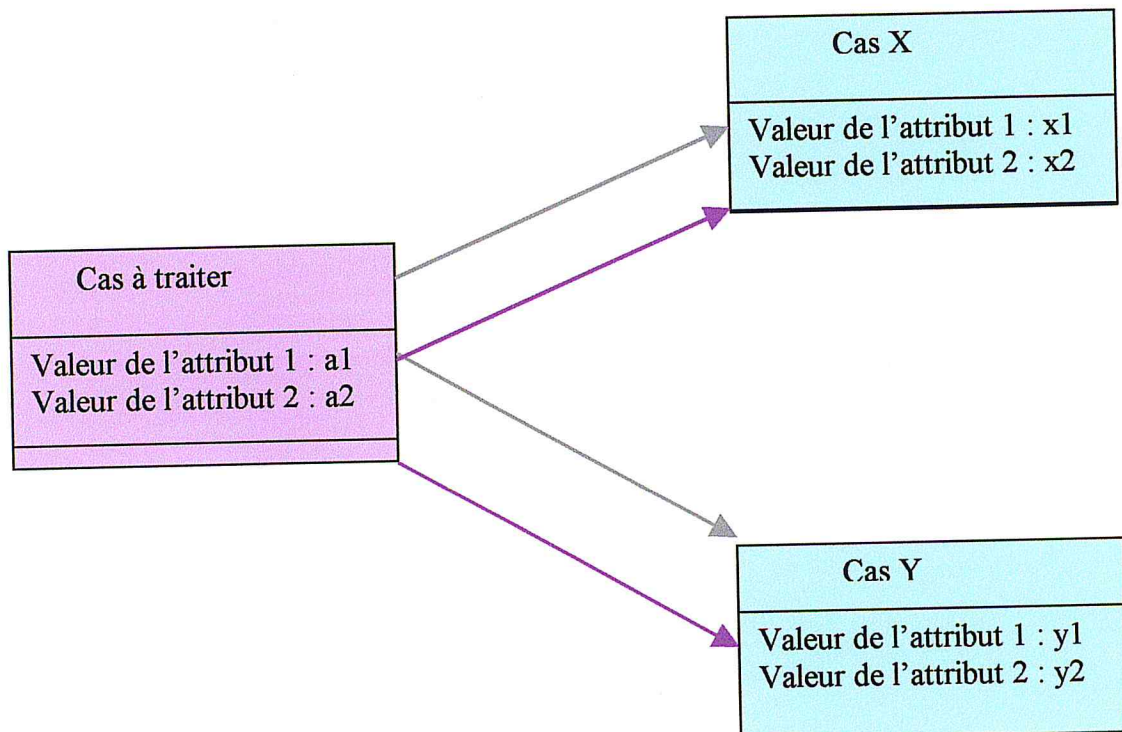 Cas X
Valeur de l'attribut 1 : x1
Valeur de l'attribut 2 : x2
Cas à traiter
Valeur de l'attribut 1 : a1
Valeur de l'attribut 2 : a2
Cas Y
Valeur de l'attribut 1 : y1
Valeur de l'attribut 2 : y2